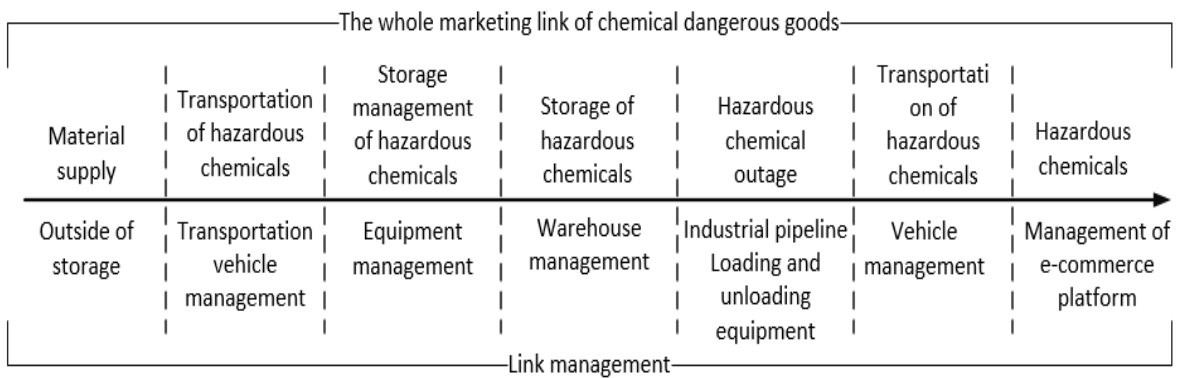 The whole marketing link of chemical dangerous goods
Material
supply
Transportation
of hazardous
chemicals
Storage
management
of hazardous
chemicals
Storage of
hazardous
chemicals
Hazardous
chemical
outage
Transportati
on of
hazardous
chemicals
Hazardous
chemicals
Outside of
storage
Transportation
vehicle
management
Equipment
management
Warehouse
management
Industrial pipeline
Loading and
unloading
equipment
Vehicle
management
Management of
e-commerce
platform
Link management